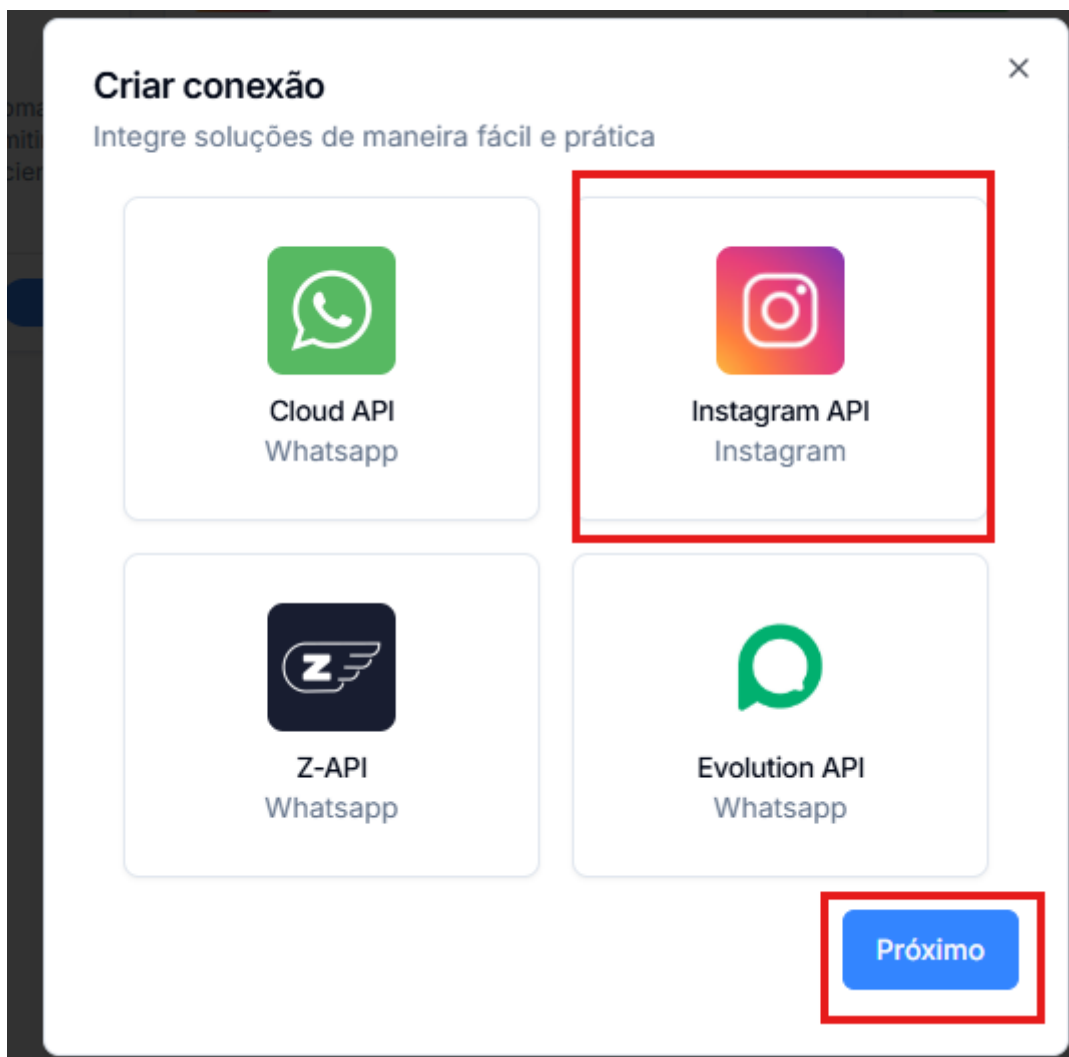 Criar conexão
Integre soluções de maneira fácil e prática
Cloud API
Whatsapp
Instagram API
Instagram
Z
Z-API
Whatsapp
Evolution API
Whatsapp
Próximo